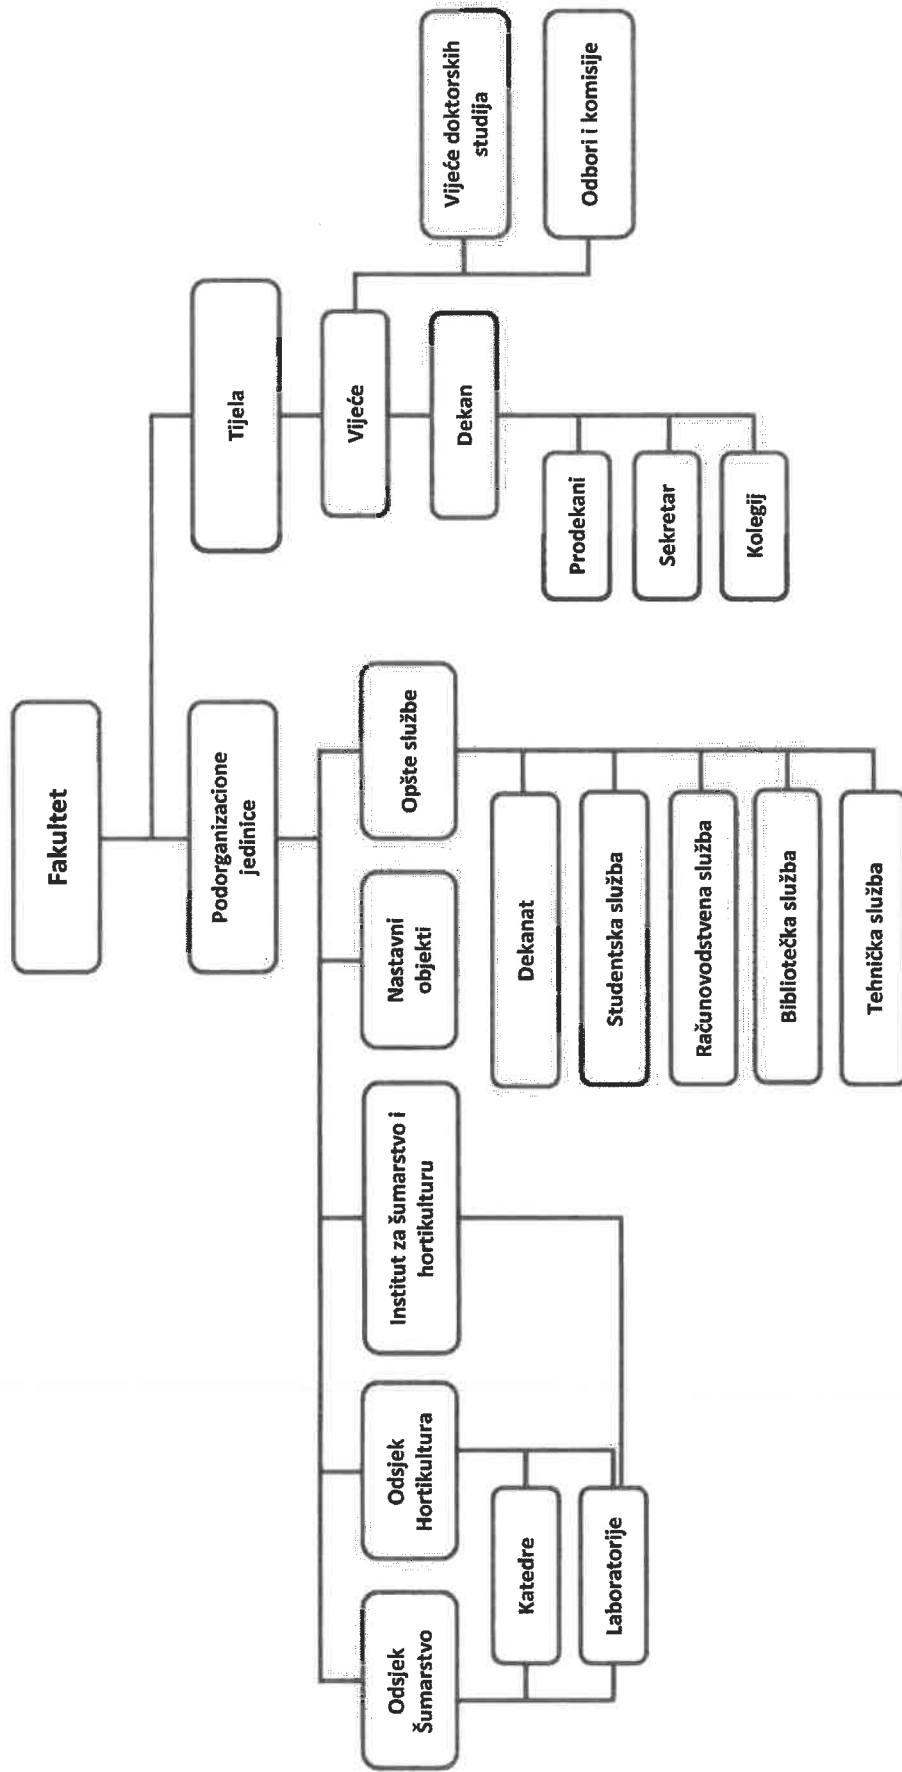 Fakultet
Podorganizacione
jedinice
Tijela
Odsjek
Šumarstvo
Odsjek
Hortikultura
Institut za šumarstvo i
hortikulturu
Nastavni
objekti
Opšte službe
Vijeće
Vijeće doktorskih
studija
Odbori i komisije
Dekan
Katedre
Laboratorije
Dekanat
Studentska služba
Računovodstvena služba
Bibliotečka služba
Tehnička služba
Prodekani
Sekretar
Kolegij